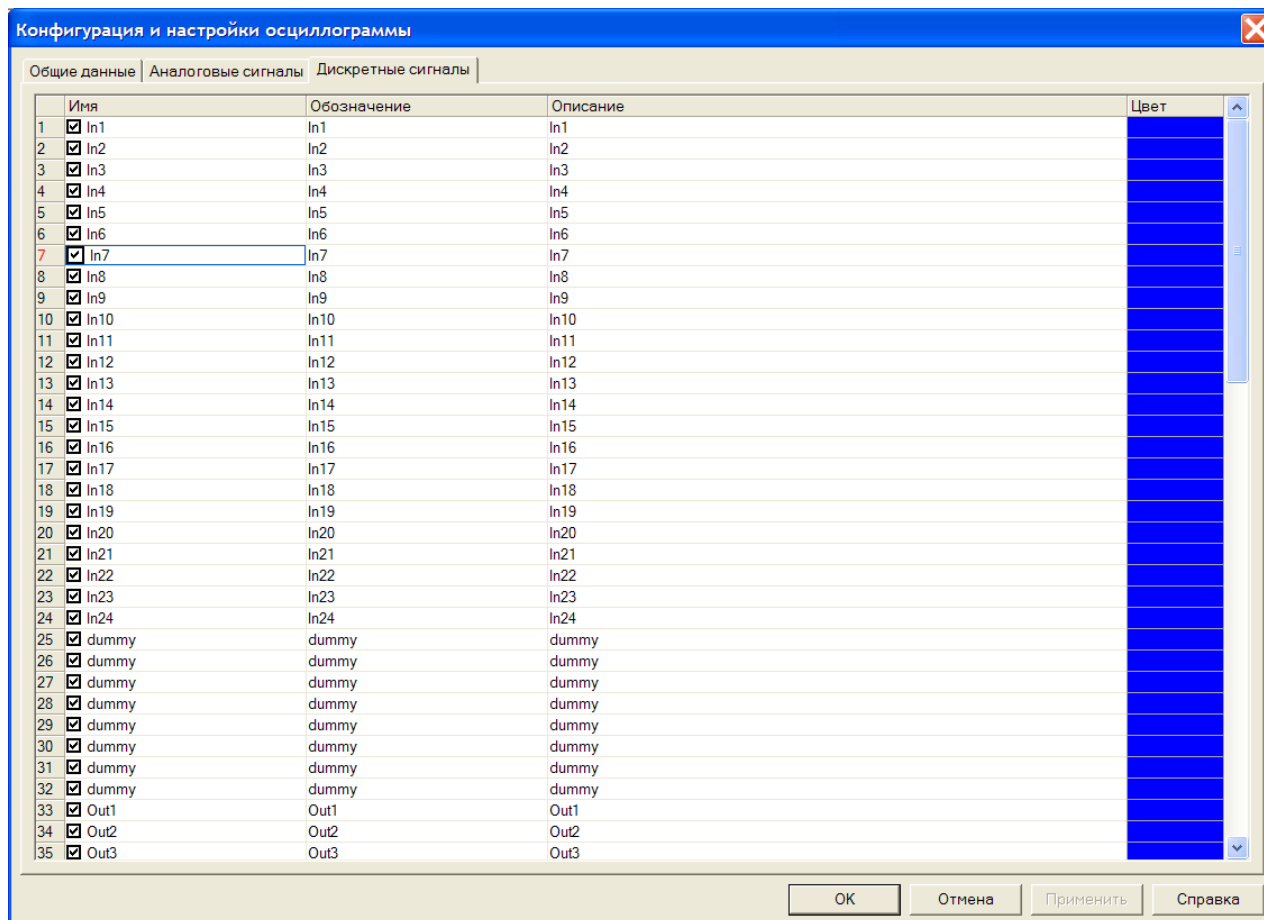 Конфигурация и настройки осциллограммы
Общие данные Аналоговые сигналы Дискретные сигналы
Имя Обозначение Описание Цвет
1 In1 In1 In1
2 In2 In2 In2
3 In3 In3 In3
4 In4 In4 In4
5 In5 In5 In5
6 In6 In6 In6
7 In7 In7 In7
8 In8 In8 In8
9 In9 In9 In9
10 In10 In10 In10
11 In11 In11 In11
12 In12 In12 In12
13 In13 In13 In13
14 In14 In14 In14
15 In15 In15 In15
16 In16 In16 In16
17 In17 In17 In17
18 In18 In18 In18
19 In19 In19 In19
20 In20 In20 In20
21 In21 In21 In21
22 In22 In22 In22
23 In23 In23 In23
24 In24 In24 In24
25 dummy dummy dummy
26 dummy dummy dummy
27 dummy dummy dummy
28 dummy dummy dummy
29 dummy dummy dummy
30 dummy dummy dummy
31 dummy dummy dummy
32 dummy dummy dummy
33 Out1 Out1 Out1
34 Out2 Out2 Out2
35 Out3 Out3 Out3
OK Отмена Применить Справка